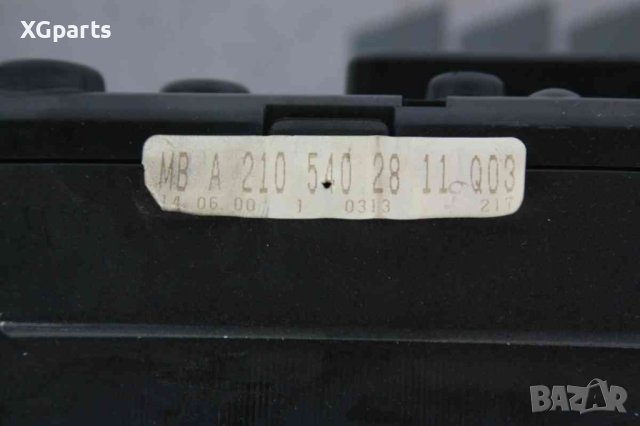 XGparts
MB A 210 540 28 11 Q03
14.06.00 1 0313 217
BAZAR